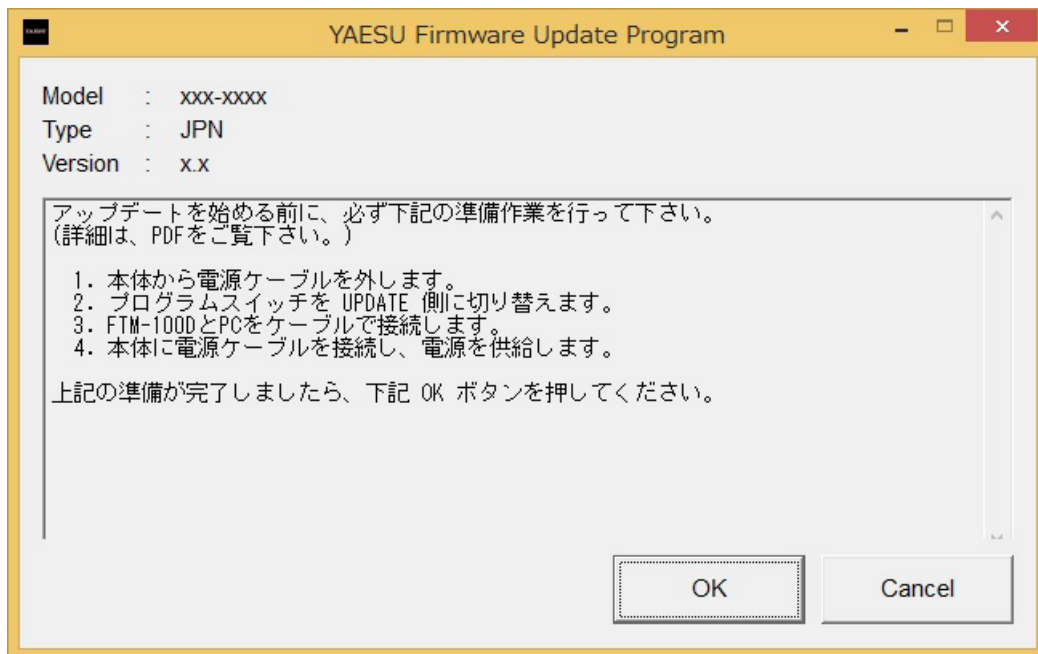 YAESU
YAESU Firmware Update Program
Model : xxx-xxxx
Type : JPN
Version : x.x
アップデートを始める前に、必ず下記の準備作業を行って下さい。
(詳細は、PDFをご覧下さい。)
1. 本体から電源ケーブルを外します。
2. プログラムスイッチを UPDATE 側に切り替えます。
3. FTM-100DとPCをケーブルで接続します。
4. 本体に電源ケーブルを接続し、電源を供給します。
上記の準備が完了しましたら、下記 OK ボタンを押してください。
OK Cancel